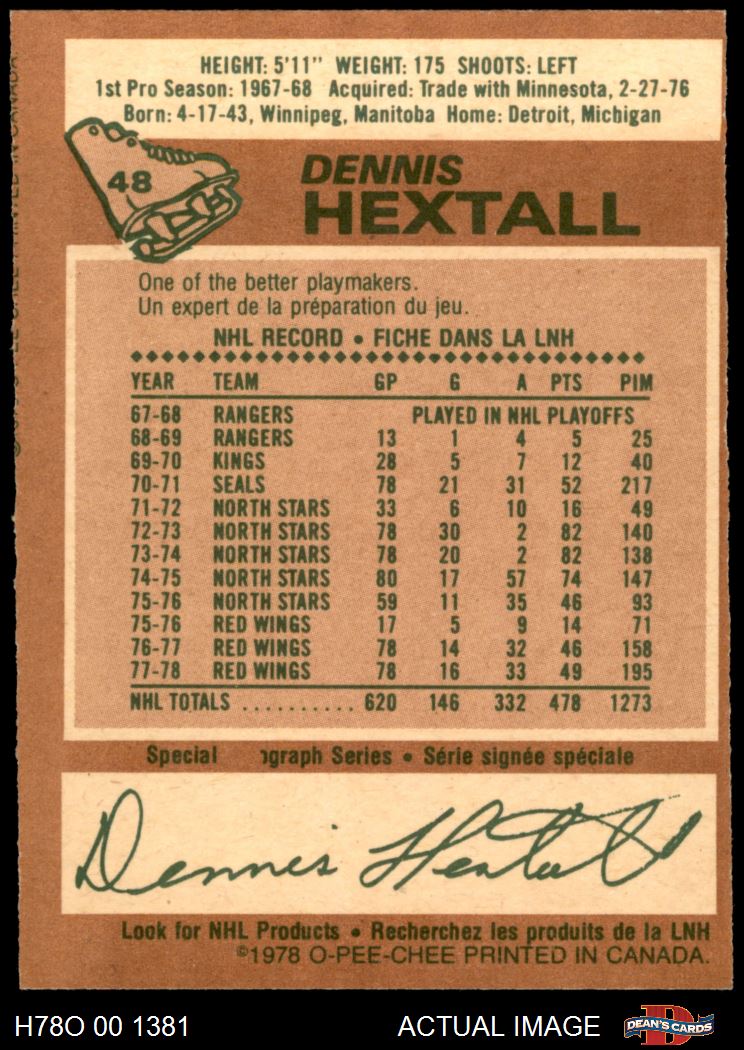 HEIGHT: 5'11" WEIGHT: 175 SHOOTS: LEFT
1st Pro Season: 1967-68 Acquired: Trade with Minnesota, 2-27-76
Born: 4-17-43, Winnipeg, Manitoba Home: Detroit, Michigan
48
DENNIS
HEXTALL
One of the better playmakers.
Un expert de la préparation du jeu.
NHL RECORD • FICHE DANS LA LNH
YEAR TEAM GP G A PTS PIM
67-68 RANGERS PLAYED IN NHL PLAYOFFS
68-69 RANGERS 13 1 4 5 25
69-70 KINGS 28 5 7 12 40
70-71 SEALS 78 21 31 52 217
71-72 NORTH STARS 33 6 10 16 49
72-73 NORTH STARS 78 30 2 82 140
73-74 NORTH STARS 78 20 2 82 138
74-75 NORTH STARS 80 17 57 74 147
75-76 NORTH STARS 59 11 35 46 93
75-76 RED WINGS 17 5 9 14 71
76-77 RED WINGS 78 14 32 46 158
77-78 RED WINGS 78 16 33 49 195
NHL TOTALS .......... 620 146 332 478 1273
Special ograph Series • Série signée spéciale
Dennis Hextall
Look for NHL Products • Recherchez les produits de la LNH
©1978 O-PEE-CHEE PRINTED IN CANADA.
H78O 00 1381 ACTUAL IMAGE DEAN'S CARDS